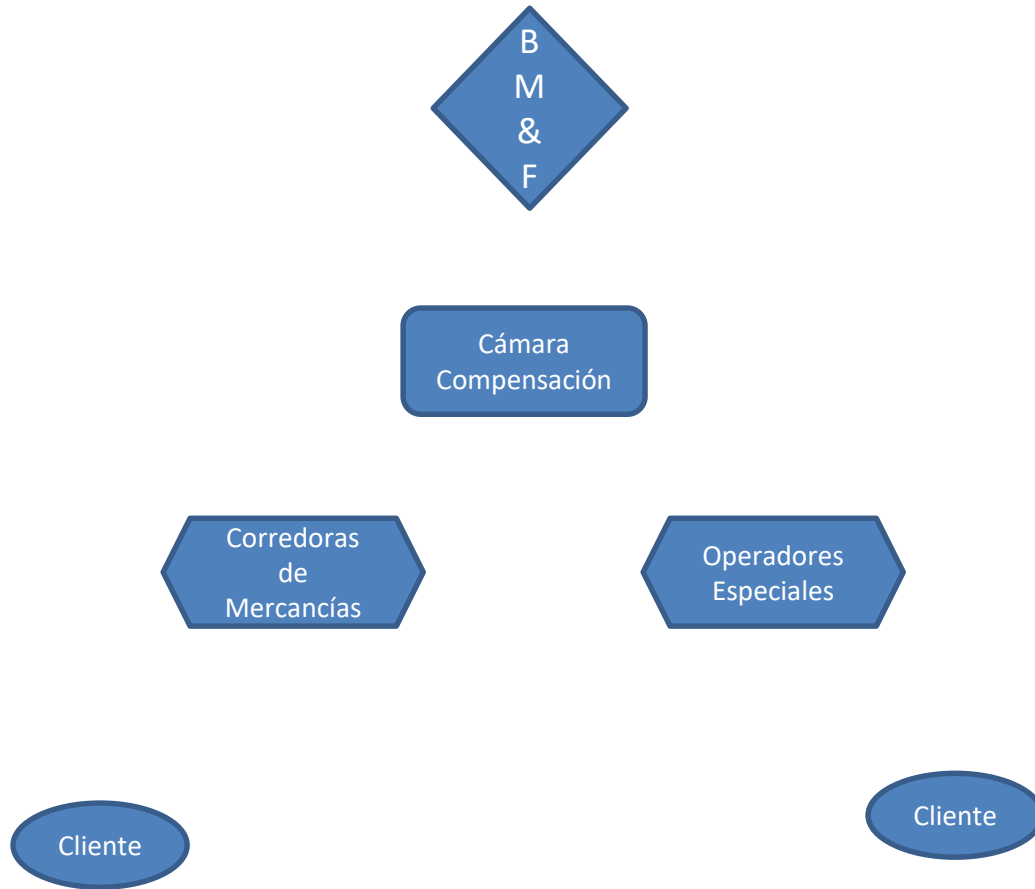 B
M
&
F
Cámara
Compensación
Corredoras
de
Mercancías
Operadores
Especiales
Cliente
Cliente